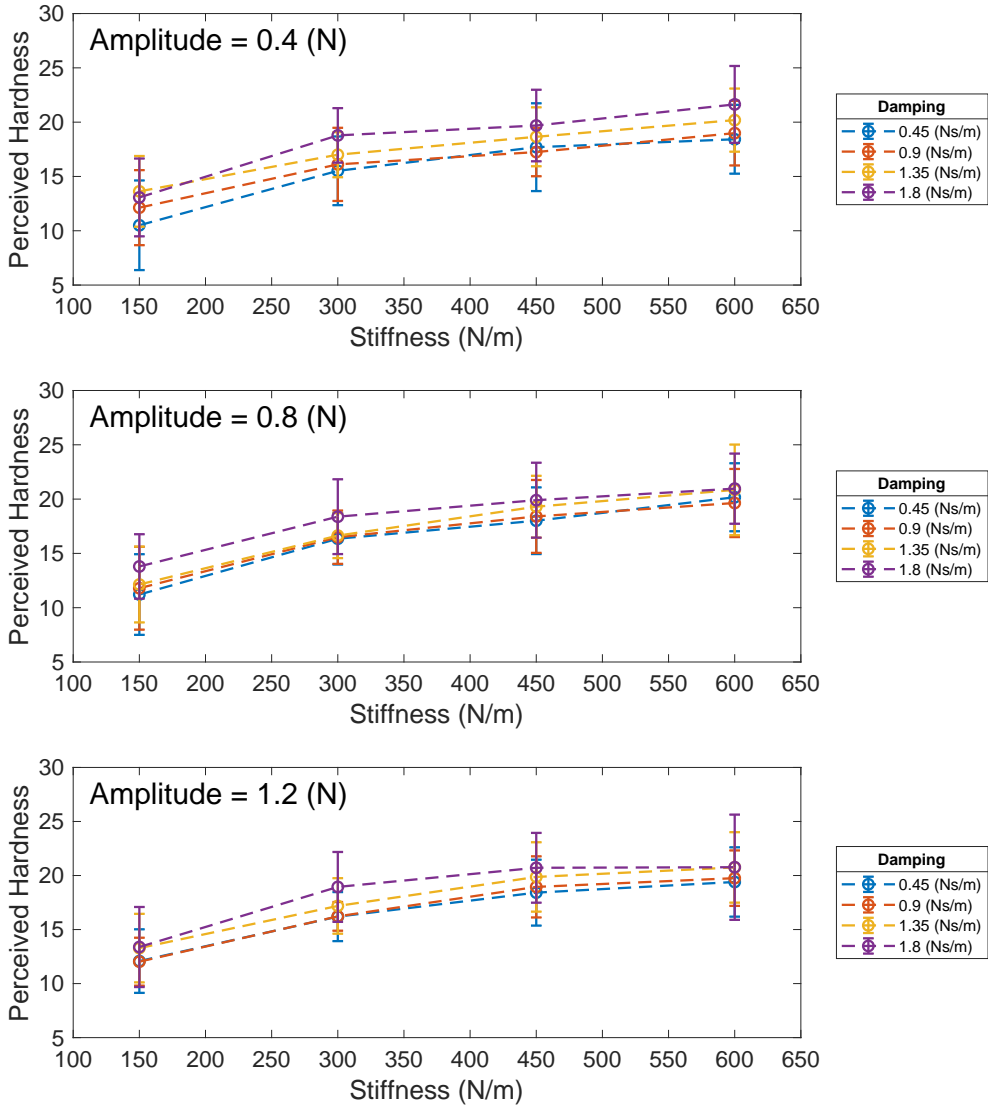 Amplitude = 0.4 (N)
Perceived Hardness
30
25
20
15
10
5
100 150 200 250 300 350 400 450 500 550 600 650
Stiffness (N/m)
Damping
0.45 (Ns/m)
0.9 (Ns/m)
1.35 (Ns/m)
1.8 (Ns/m)
Amplitude = 0.8 (N)
Perceived Hardness
30
25
20
15
10
5
100 150 200 250 300 350 400 450 500 550 600 650
Stiffness (N/m)
Damping
0.45 (Ns/m)
0.9 (Ns/m)
1.35 (Ns/m)
1.8 (Ns/m)
Amplitude = 1.2 (N)
Perceived Hardness
30
25
20
15
10
5
100 150 200 250 300 350 400 450 500 550 600 650
Stiffness (N/m)
Damping
0.45 (Ns/m)
0.9 (Ns/m)
1.35 (Ns/m)
1.8 (Ns/m)